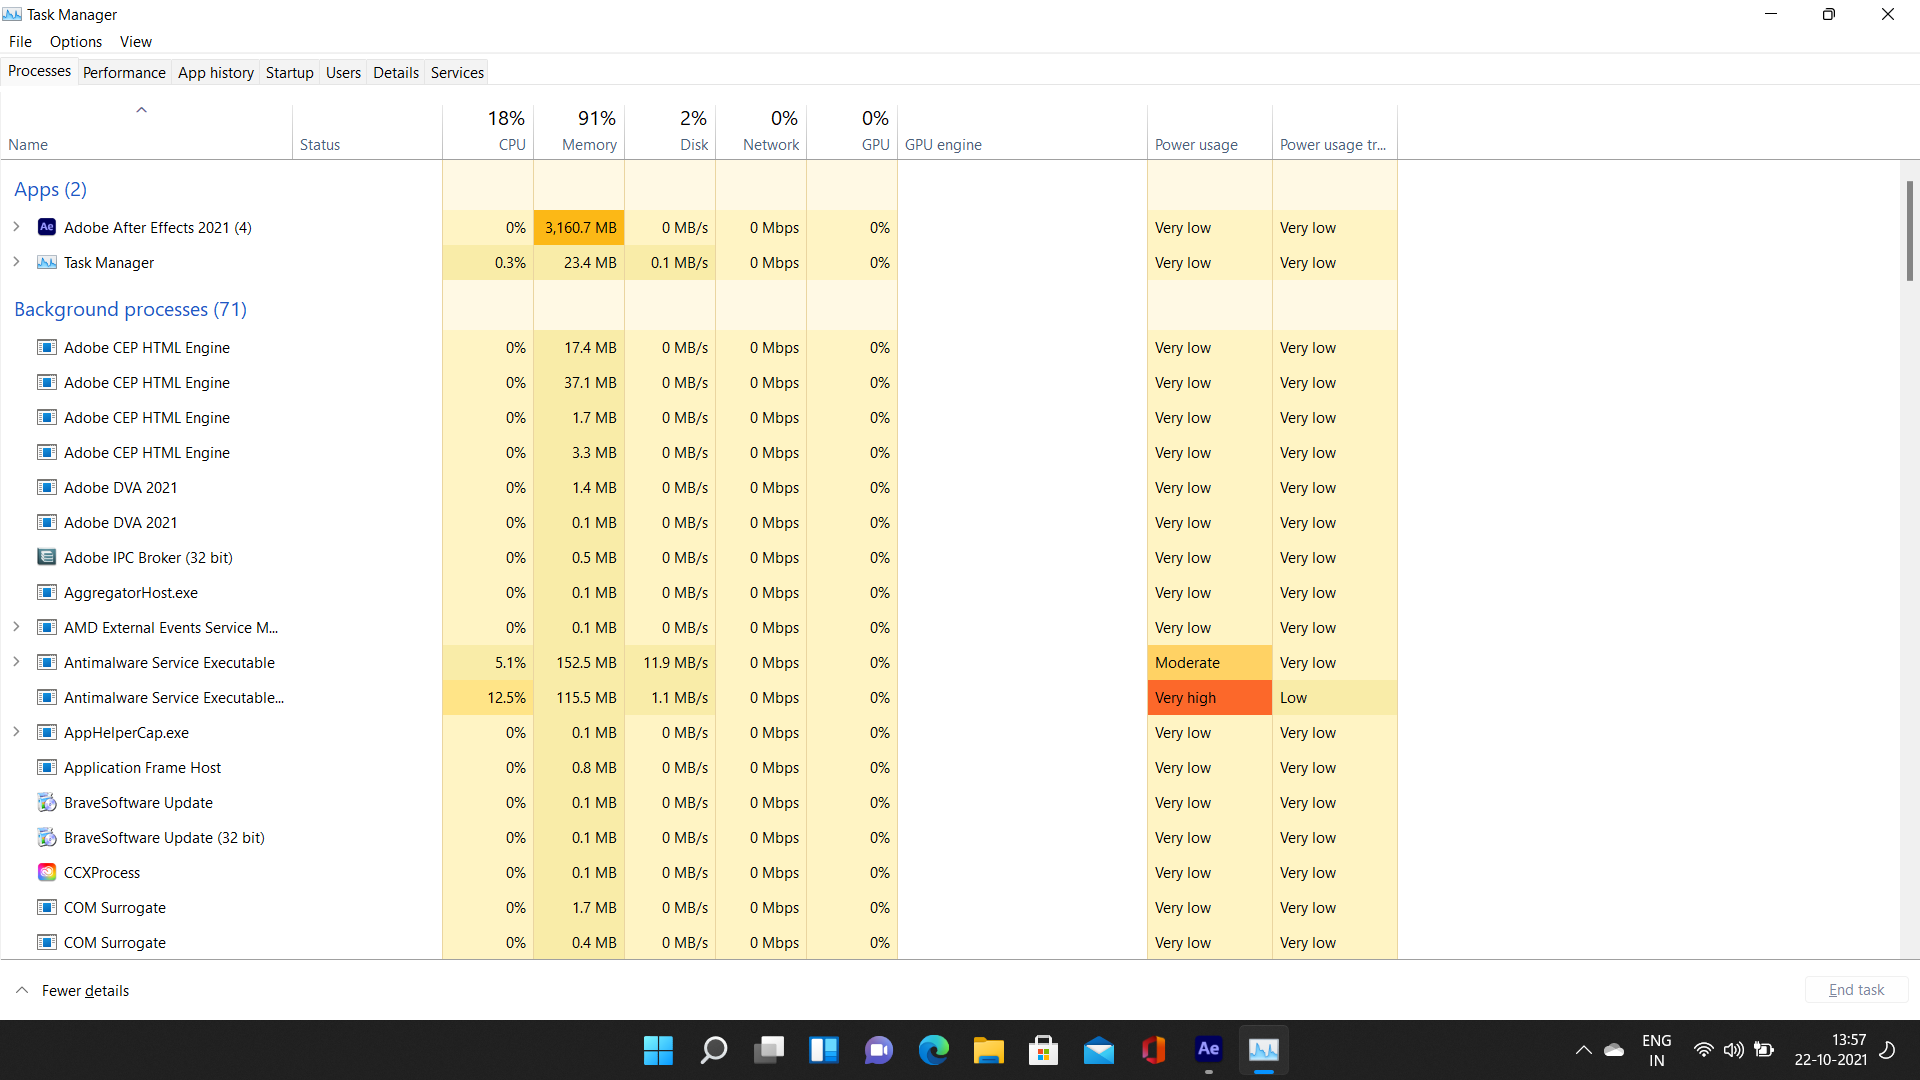 Task Manager
File Options View
Processes Performance App history Startup Users Details Services
18% 91% 2% 0% 0%
Name Status CPU Memory Disk Network GPU GPU engine Power usage Power usage tr...
Apps (2)
Adobe After Effects 2021 (4) 0% 3,160.7 MB 0 MB/s 0 Mbps 0% Very low Very low
Task Manager 0.3% 23.4 MB 0.1 MB/s 0 Mbps 0% Very low Very low
Background processes (71)
Adobe CEP HTML Engine 0% 17.4 MB 0 MB/s 0 Mbps 0% Very low Very low
Adobe CEP HTML Engine 0% 37.1 MB 0 MB/s 0 Mbps 0% Very low Very low
Adobe CEP HTML Engine 0% 1.7 MB 0 MB/s 0 Mbps 0% Very low Very low
Adobe CEP HTML Engine 0% 3.3 MB 0 MB/s 0 Mbps 0% Very low Very low
Adobe DVA 2021 0% 1.4 MB 0 MB/s 0 Mbps 0% Very low Very low
Adobe DVA 2021 0% 0.1 MB 0 MB/s 0 Mbps 0% Very low Very low
Adobe IPC Broker (32 bit) 0% 0.5 MB 0 MB/s 0 Mbps 0% Very low Very low
AggregatorHost.exe 0% 0.1 MB 0 MB/s 0 Mbps 0% Very low Very low
AMD External Events Service M... 0% 0.1 MB 0 MB/s 0 Mbps 0% Very low Very low
Antimalware Service Executable 5.1% 152.5 MB 11.9 MB/s 0 Mbps 0% Moderate Very low
Antimalware Service Executable... 12.5% 115.5 MB 1.1 MB/s 0 Mbps 0% Very high Low
AppHelperCap.exe 0% 0.1 MB 0 MB/s 0 Mbps 0% Very low Very low
Application Frame Host 0% 0.8 MB 0 MB/s 0 Mbps 0% Very low Very low
BraveSoftware Update 0% 0.1 MB 0 MB/s 0 Mbps 0% Very low Very low
BraveSoftware Update (32 bit) 0% 0.1 MB 0 MB/s 0 Mbps 0% Very low Very low
CCXProcess 0% 0.1 MB 0 MB/s 0 Mbps 0% Very low Very low
COM Surrogate 0% 1.7 MB 0 MB/s 0 Mbps 0% Very low Very low
COM Surrogate 0% 0.4 MB 0 MB/s 0 Mbps 0% Very low Very low
Fewer details End task
Ae ENG 13:57
IN 22-10-2021